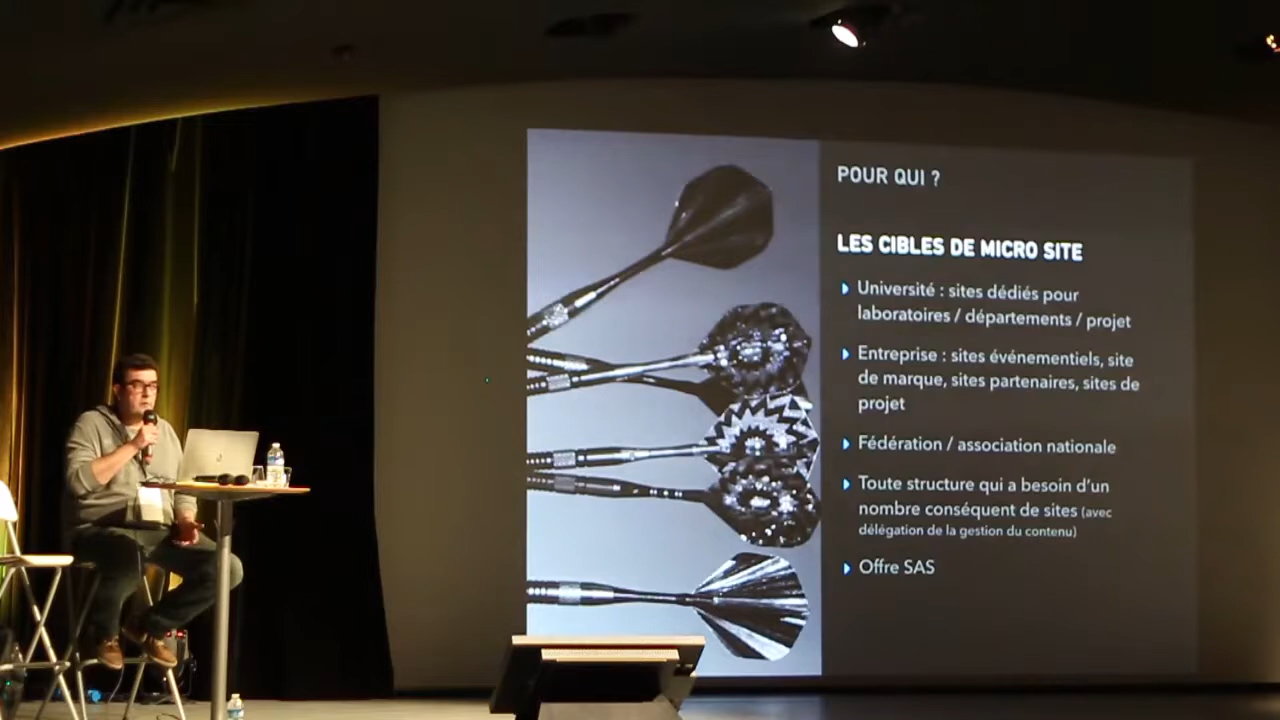 POUR QUI ?
LES CIBLES DE MICRO SITE
Université : sites dédiés pour
laboratoires / départements / projet
Entreprise : sites événementiels, site
de marque, sites partenaires, sites de
projet
Fédération / association nationale
Toute structure qui a besoin d'un
nombre conséquent de sites (avec
délégation de la gestion du contenu)
Offre SAS